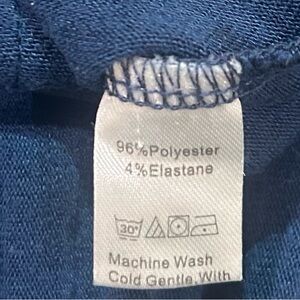 96%Polyester
4%Elastane
30°
Machine Wash
Cold Gentle,With